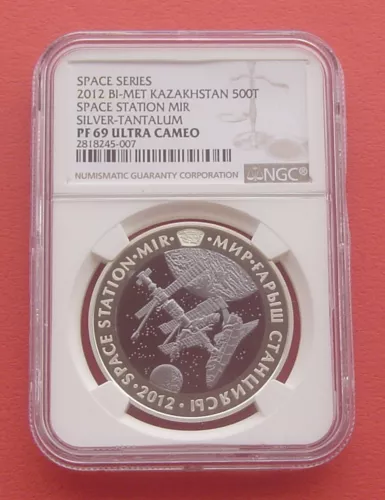 SPACE SERIES
2012 BI-MET KAZAKHSTAN 500T
SPACE STATION MIR
SILVER-TANTALUM
PF 69 ULTRA CAMEO
2818245-007
NUMISMATIC GUARANTY CORPORATION NGC®
SPACE STATION•MIR• •МИР•ҒАРЫШ СТАНЦИЯСЫ •2012•